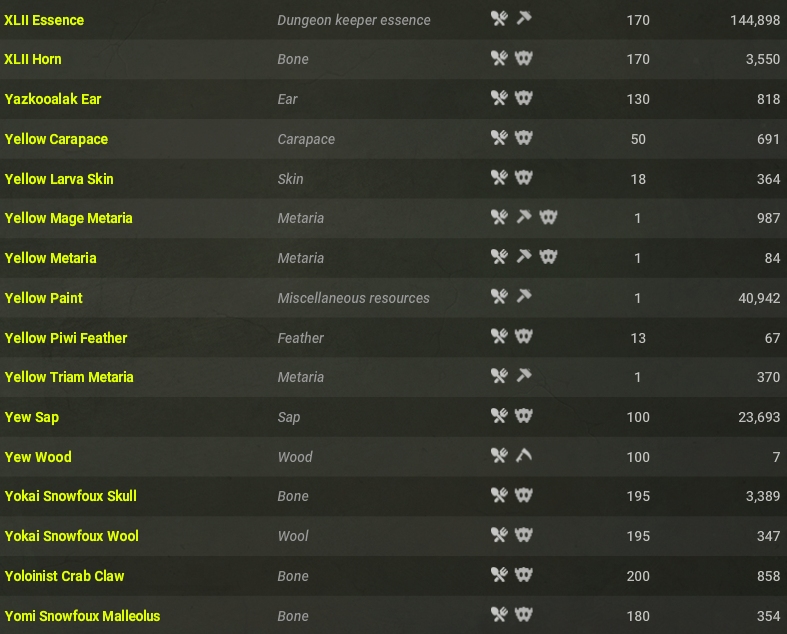 XLII Essence Dungeon keeper essence 170 144,898
XLII Horn Bone 170 3,550
Yazkooalak Ear Ear 130 818
Yellow Carapace Carapace 50 691
Yellow Larva Skin Skin 18 364
Yellow Mage Metaria Metaria 1 987
Yellow Metaria Metaria 1 84
Yellow Paint Miscellaneous resources 1 40,942
Yellow Piwi Feather Feather 13 67
Yellow Triam Metaria Metaria 1 370
Yew Sap Sap 100 23,693
Yew Wood Wood 100 7
Yokai Snowfoux Skull Bone 195 3,389
Yokai Snowfoux Wool Wool 195 347
Yoloinist Crab Claw Bone 200 858
Yomi Snowfoux Malleolus Bone 180 354